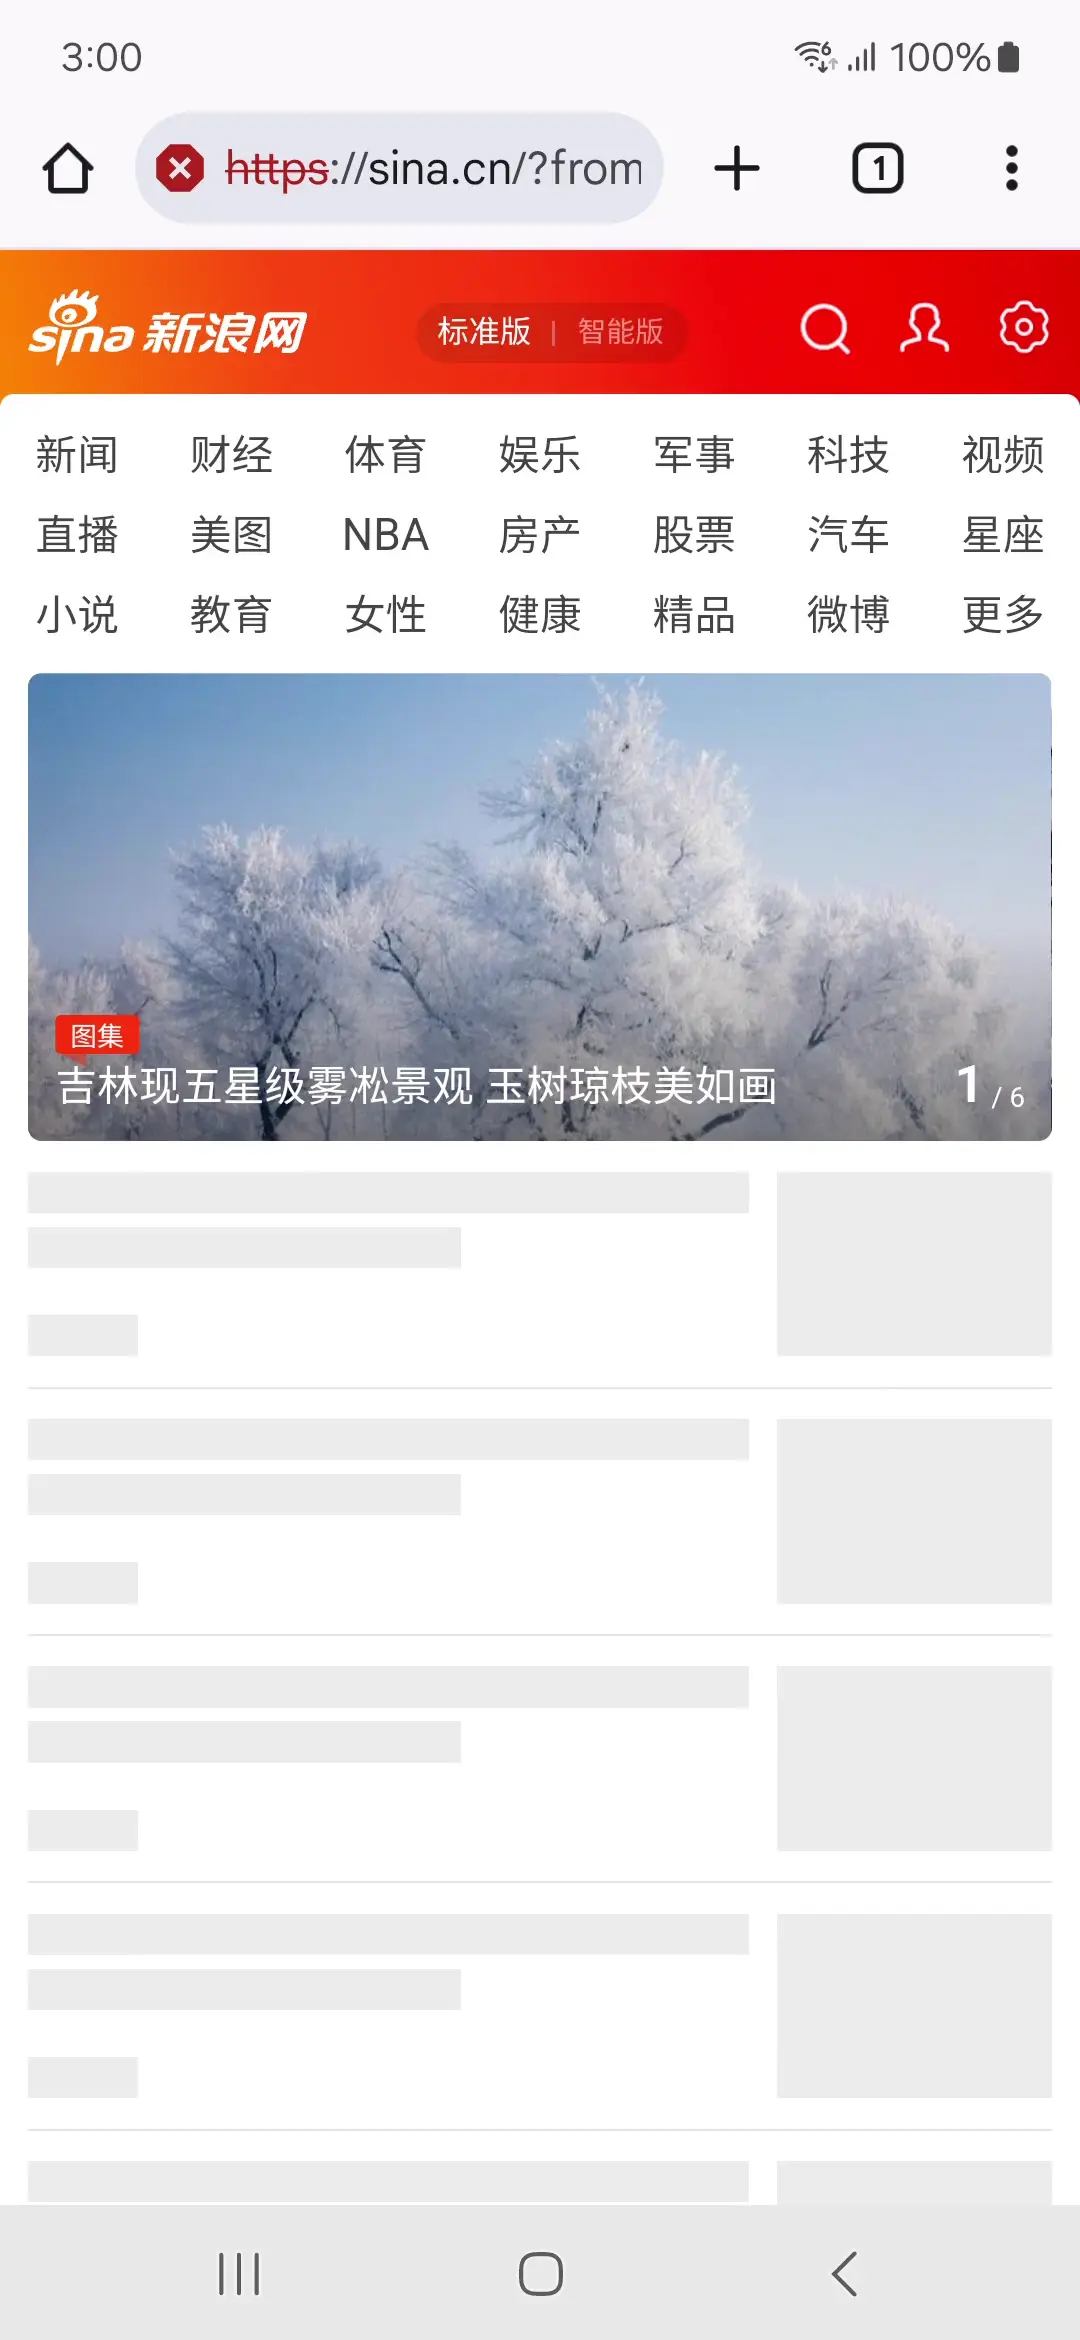 3:00
6
100%
https://sina.cn/?from
1
sina 新浪网
标准版 | 智能版
新闻 财经 体育 娱乐 军事 科技 视频
直播 美图 NBA 房产 股票 汽车 星座
小说 教育 女性 健康 精品 微博 更多
图集
吉林现五星级雾凇景观 玉树琼枝美如画
1 / 6